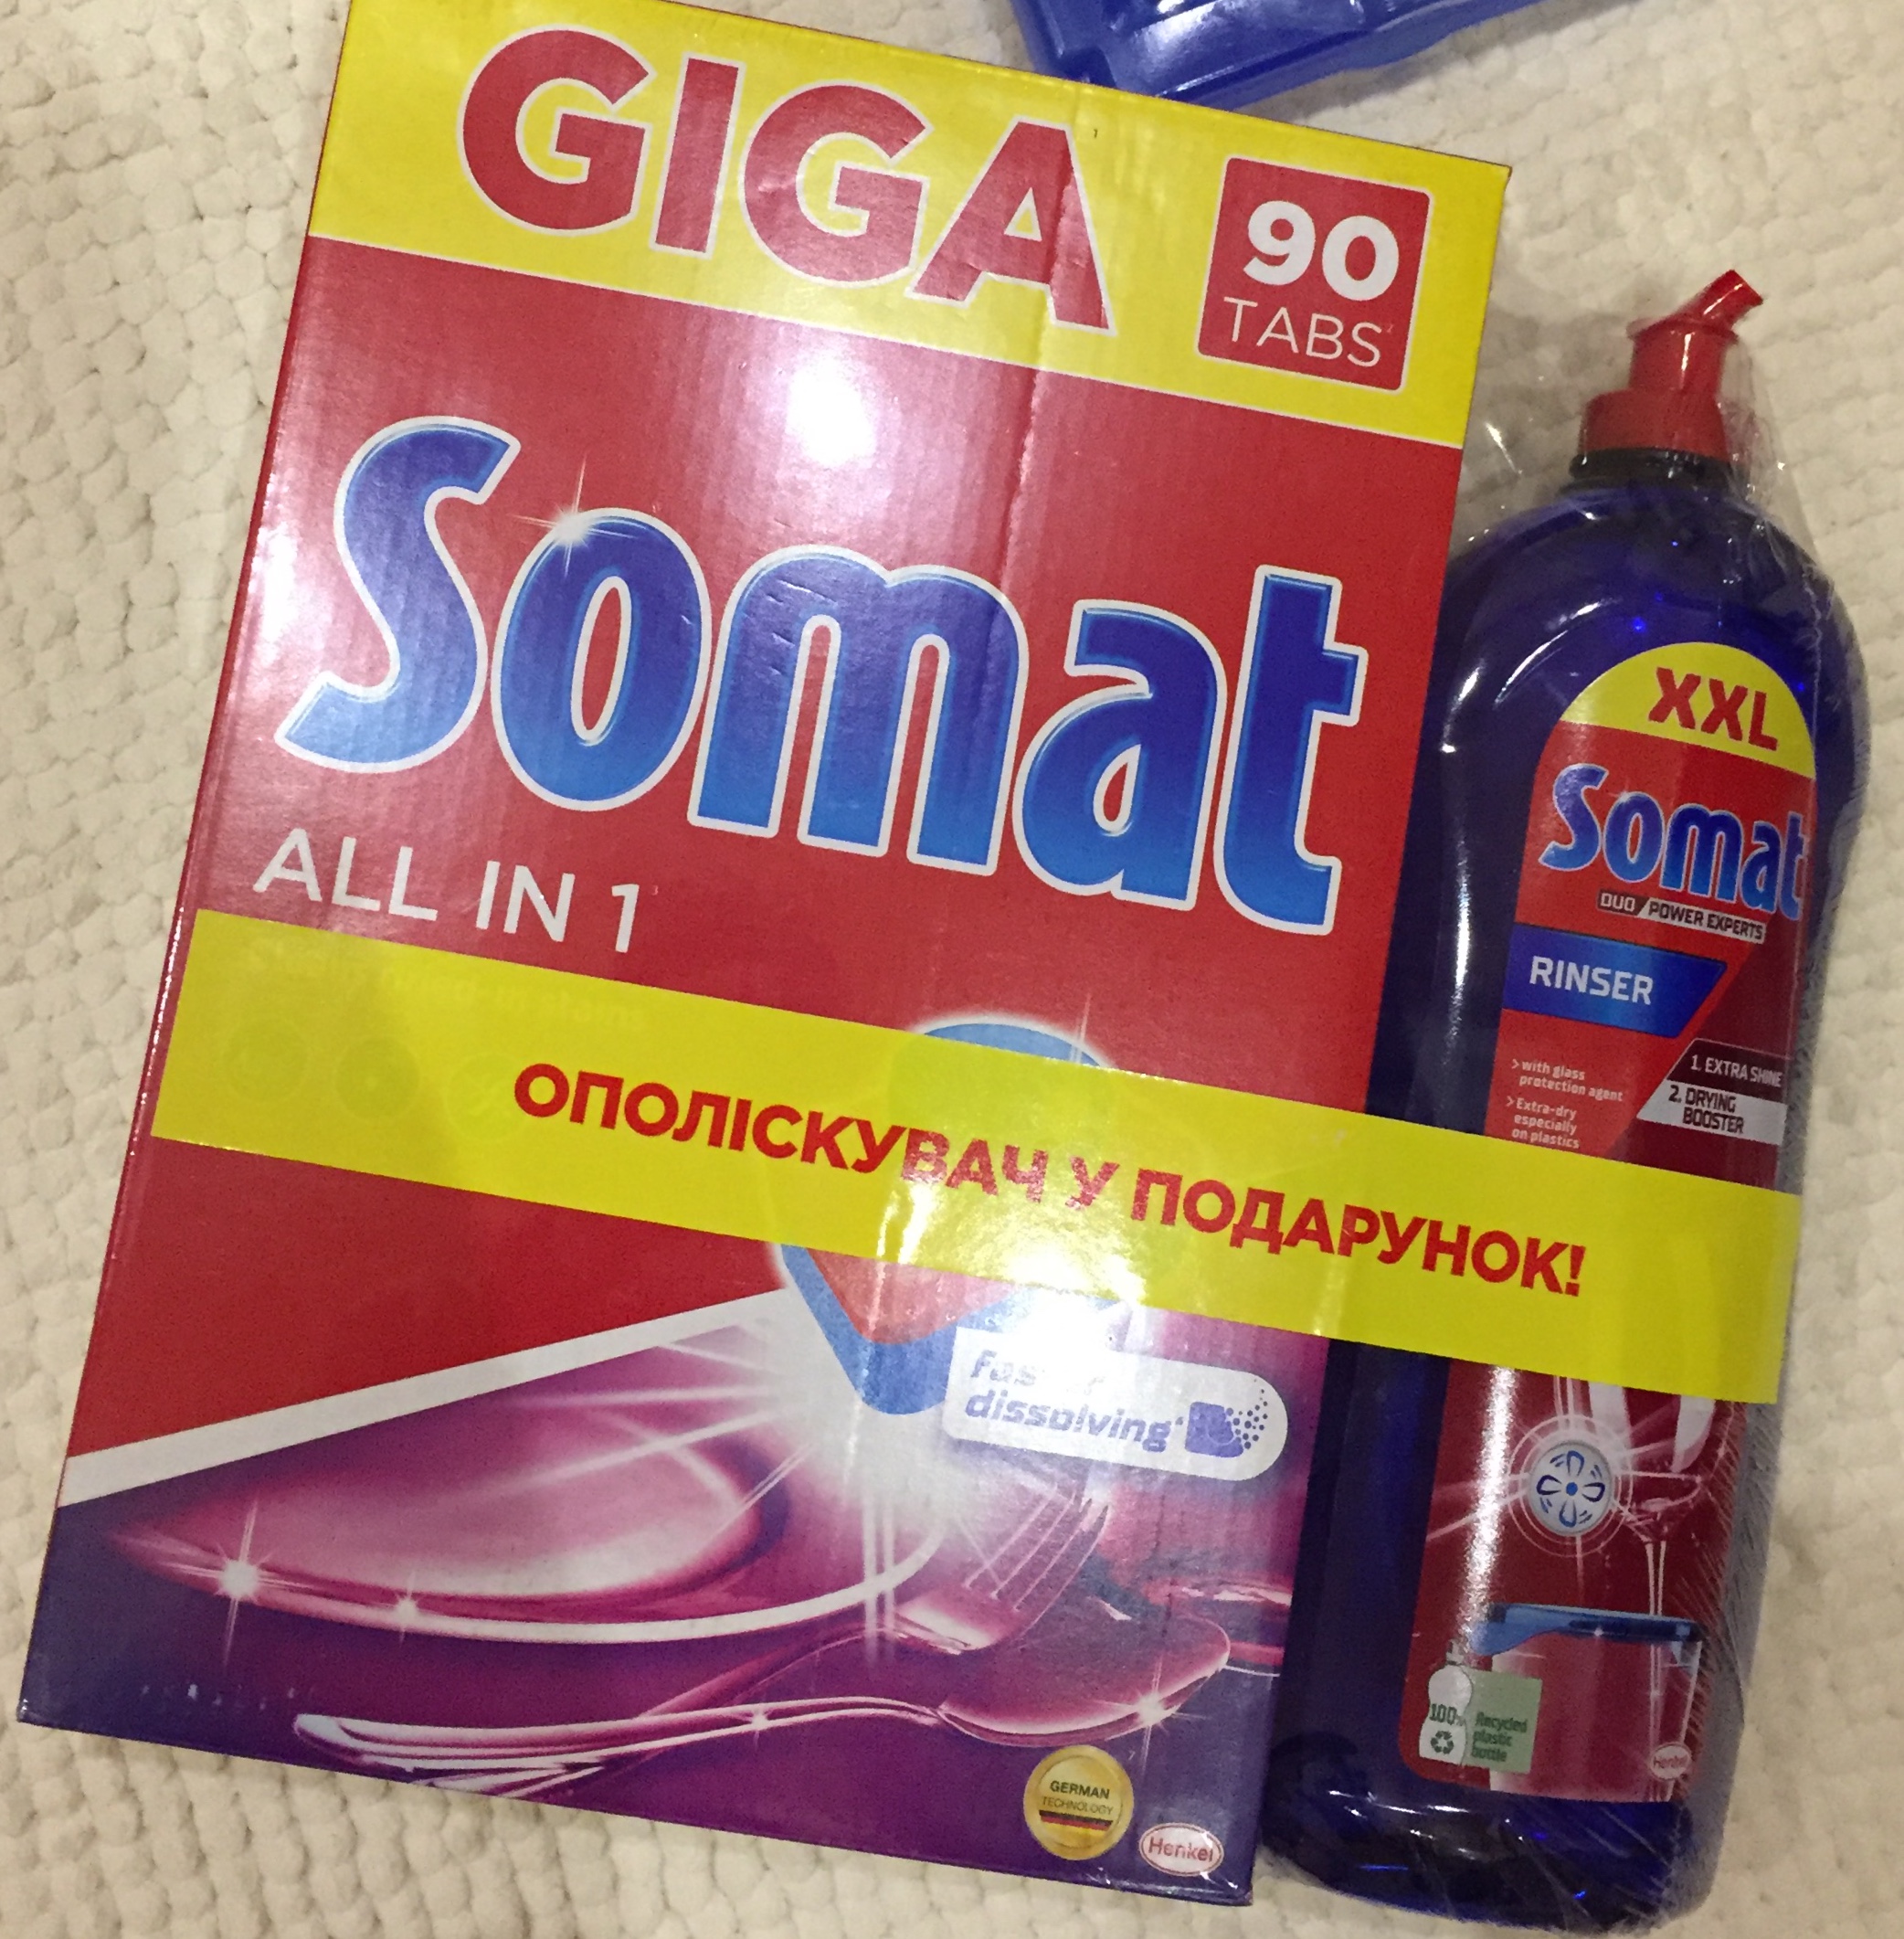 GIGA
90
TABS
Somat
ALL IN 1
ОПОЛІСКУВАЧ У ПОДАРУНОК!
faster
dissolving
GERMAN
TECHNOLOGY
Henkel
XXL
Somat
DUO POWER EXPERTS
RINSER
> with glass
protection agent
> Extra-dry
especially
on plastics
1. EXTRA SHINE
2. DRYING
BOOSTER
100%
Recycled
plastic
bottle
Henkel